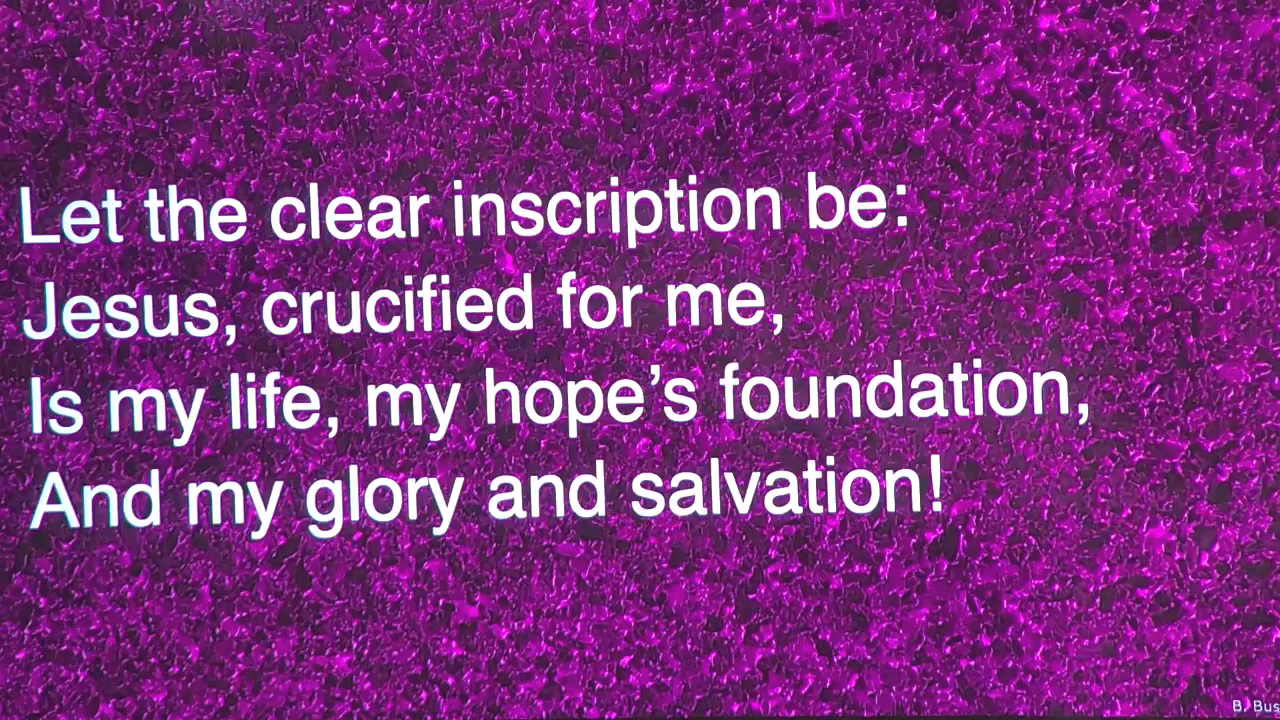 Let the clear inscription be:
Jesus, crucified for me,
Is my life, my hope’s foundation,
And my glory and salvation!
B. Bus